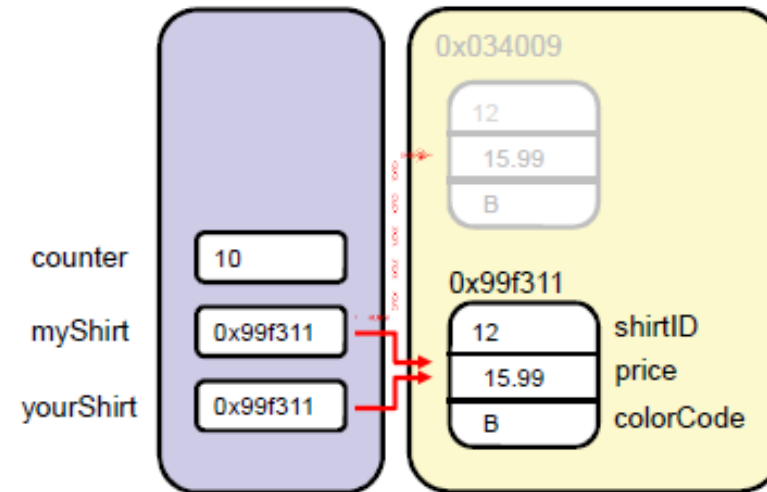 0x034009
12
15.99
B
counter
10
0x99f311
myShirt
0x99f311
12
shirtID
15.99
price
yourShirt
0x99f311
B
colorCode